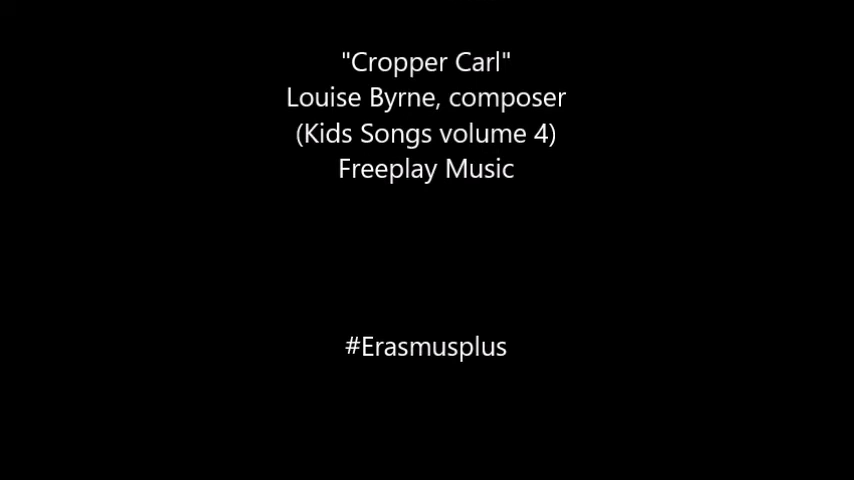 "Cropper Carl"
Louise Byrne, composer
(Kids Songs volume 4)
Freeplay Music
#Erasmusplus